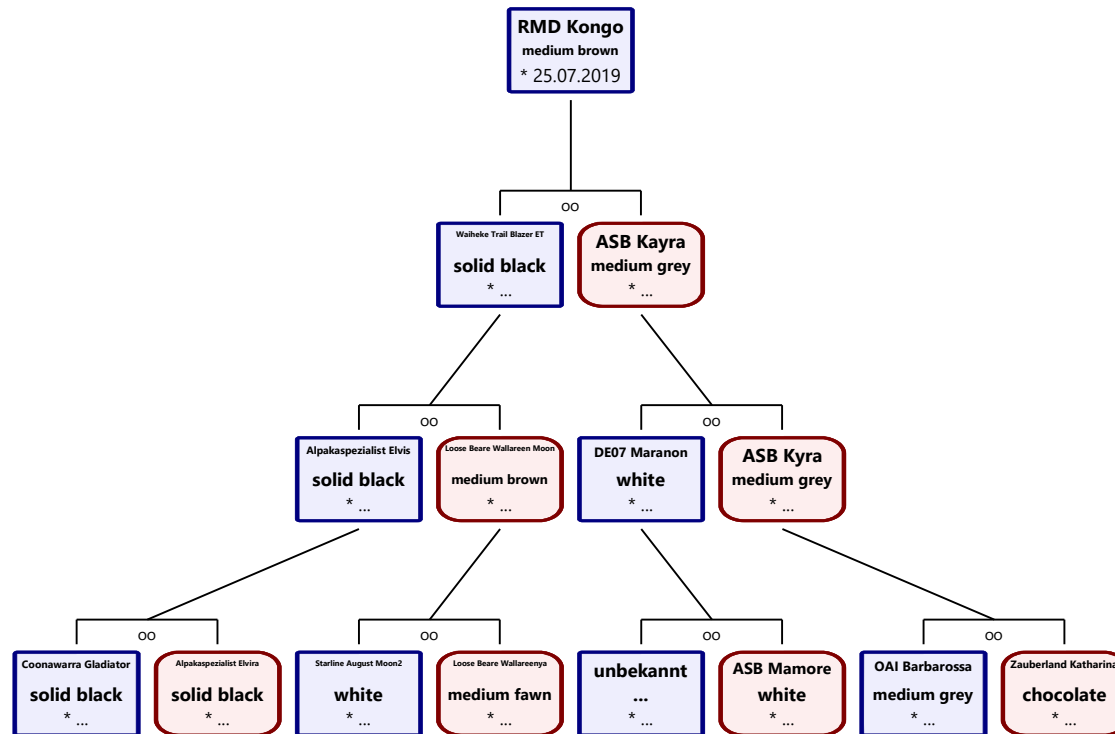 RMD Kongo
medium brown
* 25.07.2019
oo
Waiheke Trail Blazer ET
solid black
* ...
ASB Kayra
medium grey
* ...
oo
oo
Alpakaspezialist Elvis
solid black
* ...
Loose Beare Wallareen Moon
medium brown
* ...
DE07 Maranon
white
* ...
ASB Kyra
medium grey
* ...
oo
oo
oo
oo
Coonawarra Gladiator
solid black
* ...
Alpakaspezialist Elvira
solid black
* ...
Starline August Moon2
white
* ...
Loose Beare Wallareenya
medium fawn
* ...
unbekannt
...
* ...
ASB Mamore
white
* ...
OAI Barbarossa
medium grey
* ...
Zauberland Katharina
chocolate
* ...